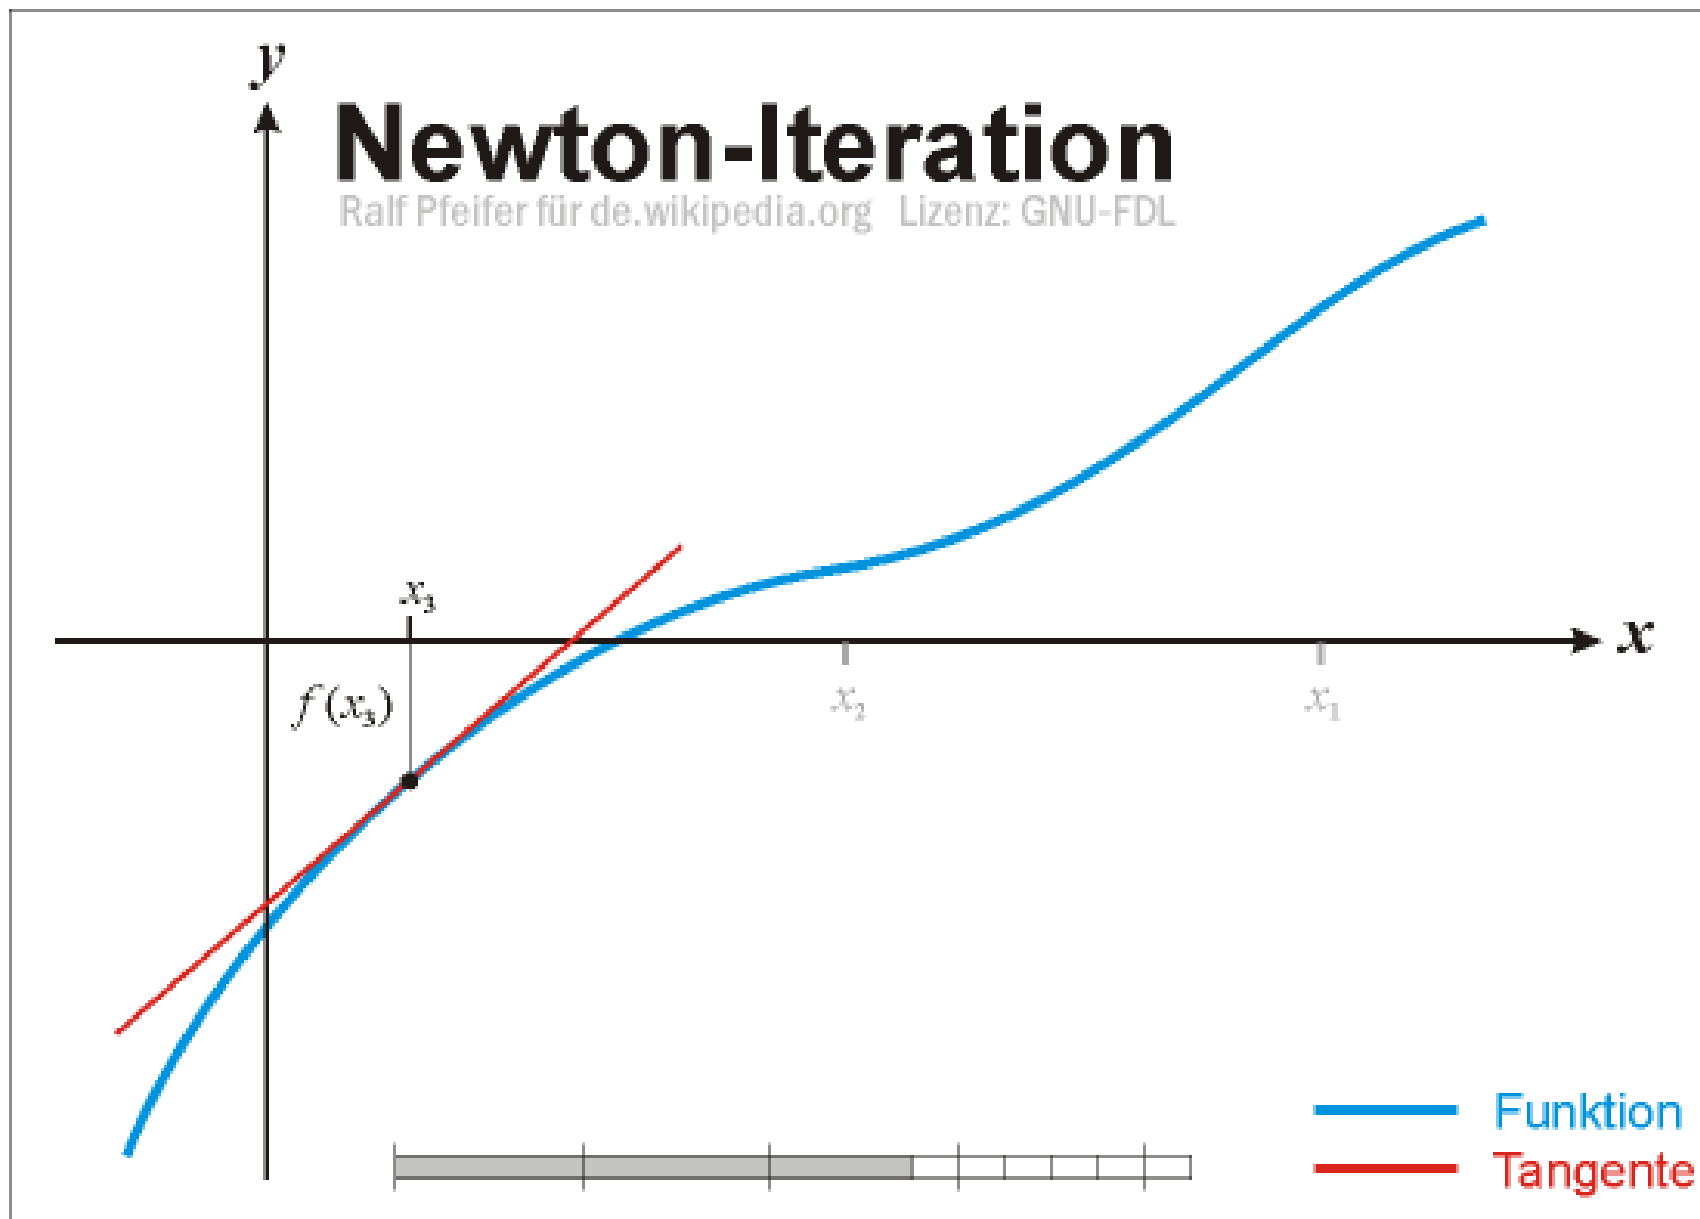 y
Newton-Iteration
Ralf Pfeifer für de.wikipedia.org Lizenz: GNU-FDL
x₃
x
f(x₃)
x₂
x₁
Funktion
Tangente